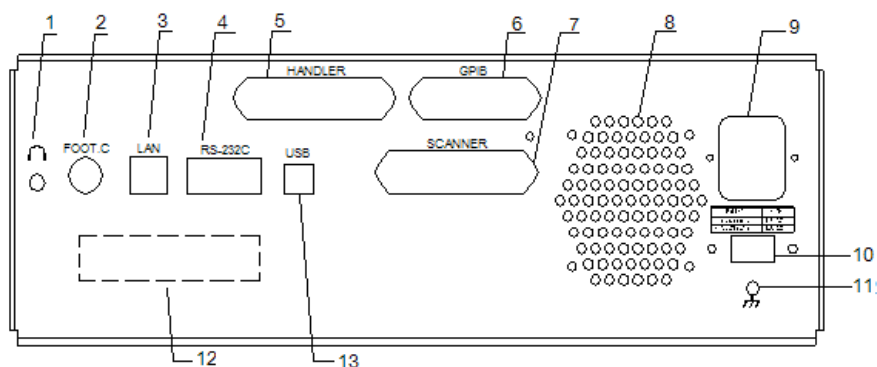 1 2 3 4 5 6 7 8 9
HANDLER GPIB
FOOT.C LAN RS-232C USB SCANNER
10
11
12 13